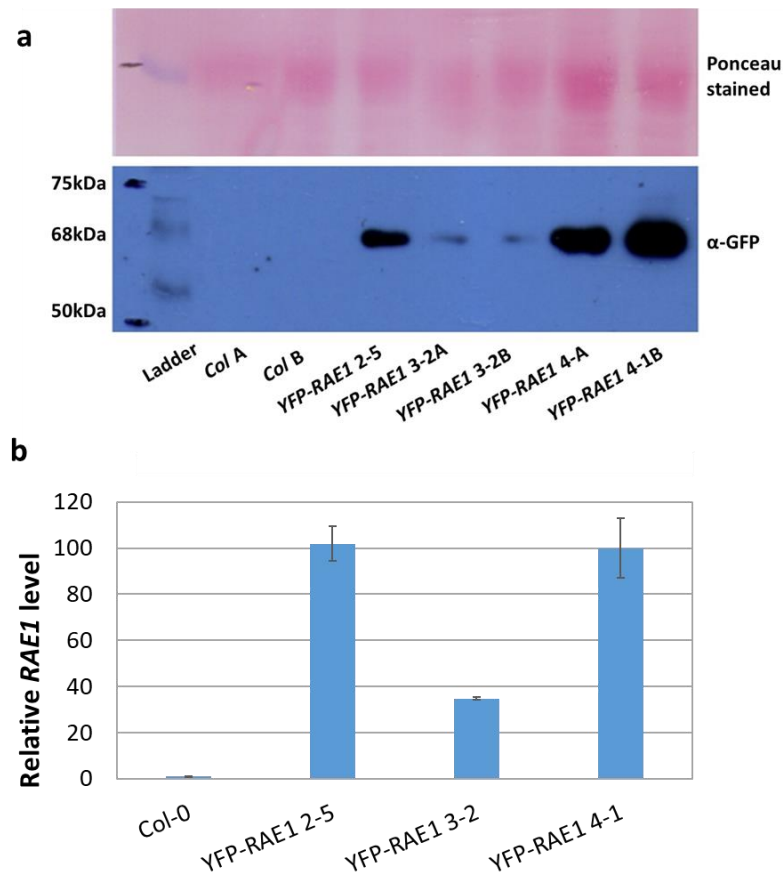 a
Ponceau
stained
75kDa
68kDa
50kDa
α-GFP
Ladder
Col A
Col B
YFP-RAE1 2-5
YFP-RAE1 3-2A
YFP-RAE1 3-2B
YFP-RAE1 4-A
YFP-RAE1 4-1B
b
Relative RAE1 level
120
100
80
60
40
20
0
Col-0
YFP-RAE1 2-5
YFP-RAE1 3-2
YFP-RAE1 4-1